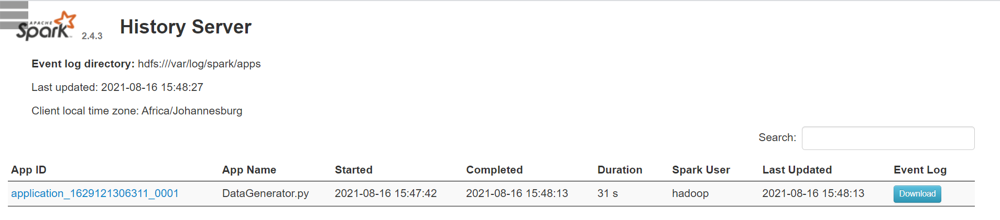 APACHE
Spark 2.4.3 History Server
Event log directory: hdfs:///var/log/spark/apps
Last updated: 2021-08-16 15:48:27
Client local time zone: Africa/Johannesburg
Search:
App ID App Name Started Completed Duration Spark User Last Updated Event Log
application_1629121306311_0001 DataGenerator.py 2021-08-16 15:47:42 2021-08-16 15:48:13 31 s hadoop 2021-08-16 15:48:13 Download